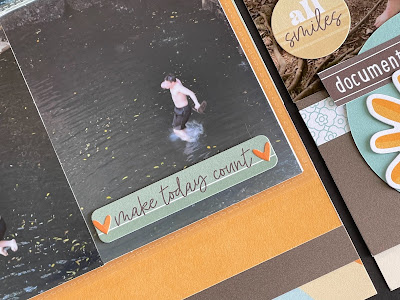 all
smiles
document
make today count